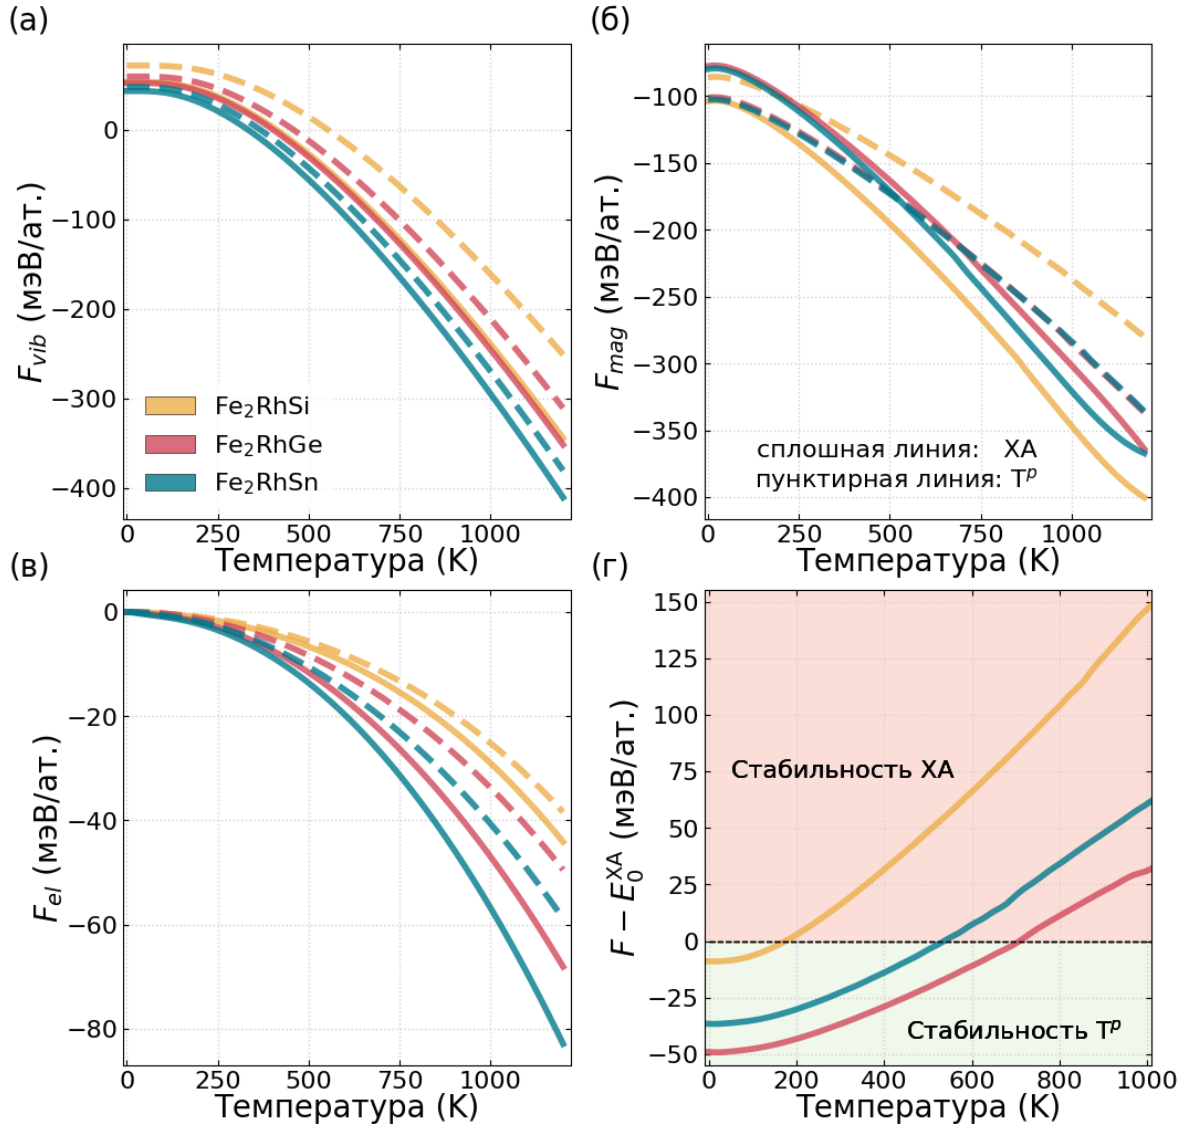 (а)
0
−100
−200
−300
−400
F_vib (мэВ/ат.)
Fe₂RhSi
Fe₂RhGe
Fe₂RhSn
0 250 500 750 1000
Температура (K)
(б)
−100
−150
−200
−250
−300
−350
−400
F_mag (мэВ/ат.)
сплошная линия: XA
пунктирная линия: Tᵖ
0 250 500 750 1000
Температура (K)
(в)
0
−20
−40
−60
−80
F_el (мэВ/ат.)
0 250 500 750 1000
Температура (K)
(г)
150
125
100
75
50
25
0
−25
−50
F − E₀^XA (мэВ/ат.)
Стабильность XA
Стабильность Tᵖ
0 200 400 600 800 1000
Температура (K)